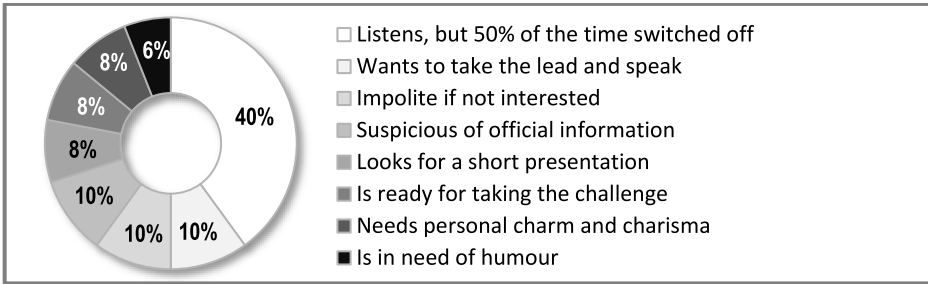 40%
10%
10%
10%
8%
8%
8%
6%
Listens, but 50% of the time switched off
Wants to take the lead and speak
Impolite if not interested
Suspicious of official information
Looks for a short presentation
Is ready for taking the challenge
Needs personal charm and charisma
Is in need of humour